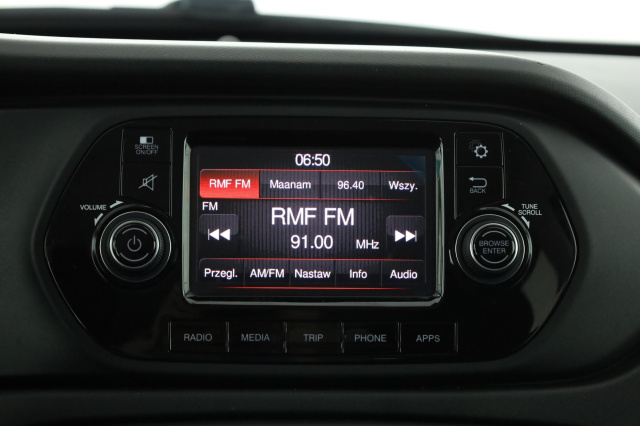 06:50
SCREEN
ON/OFF
RMF FM Maanam 96.40 Wszy.
BACK
VOLUME
FM
TUNE
SCROLL
RMF FM
91.00 MHz
BROWSE
ENTER
Przegl. AM/FM Nastaw Info Audio
RADIO MEDIA TRIP PHONE APPS